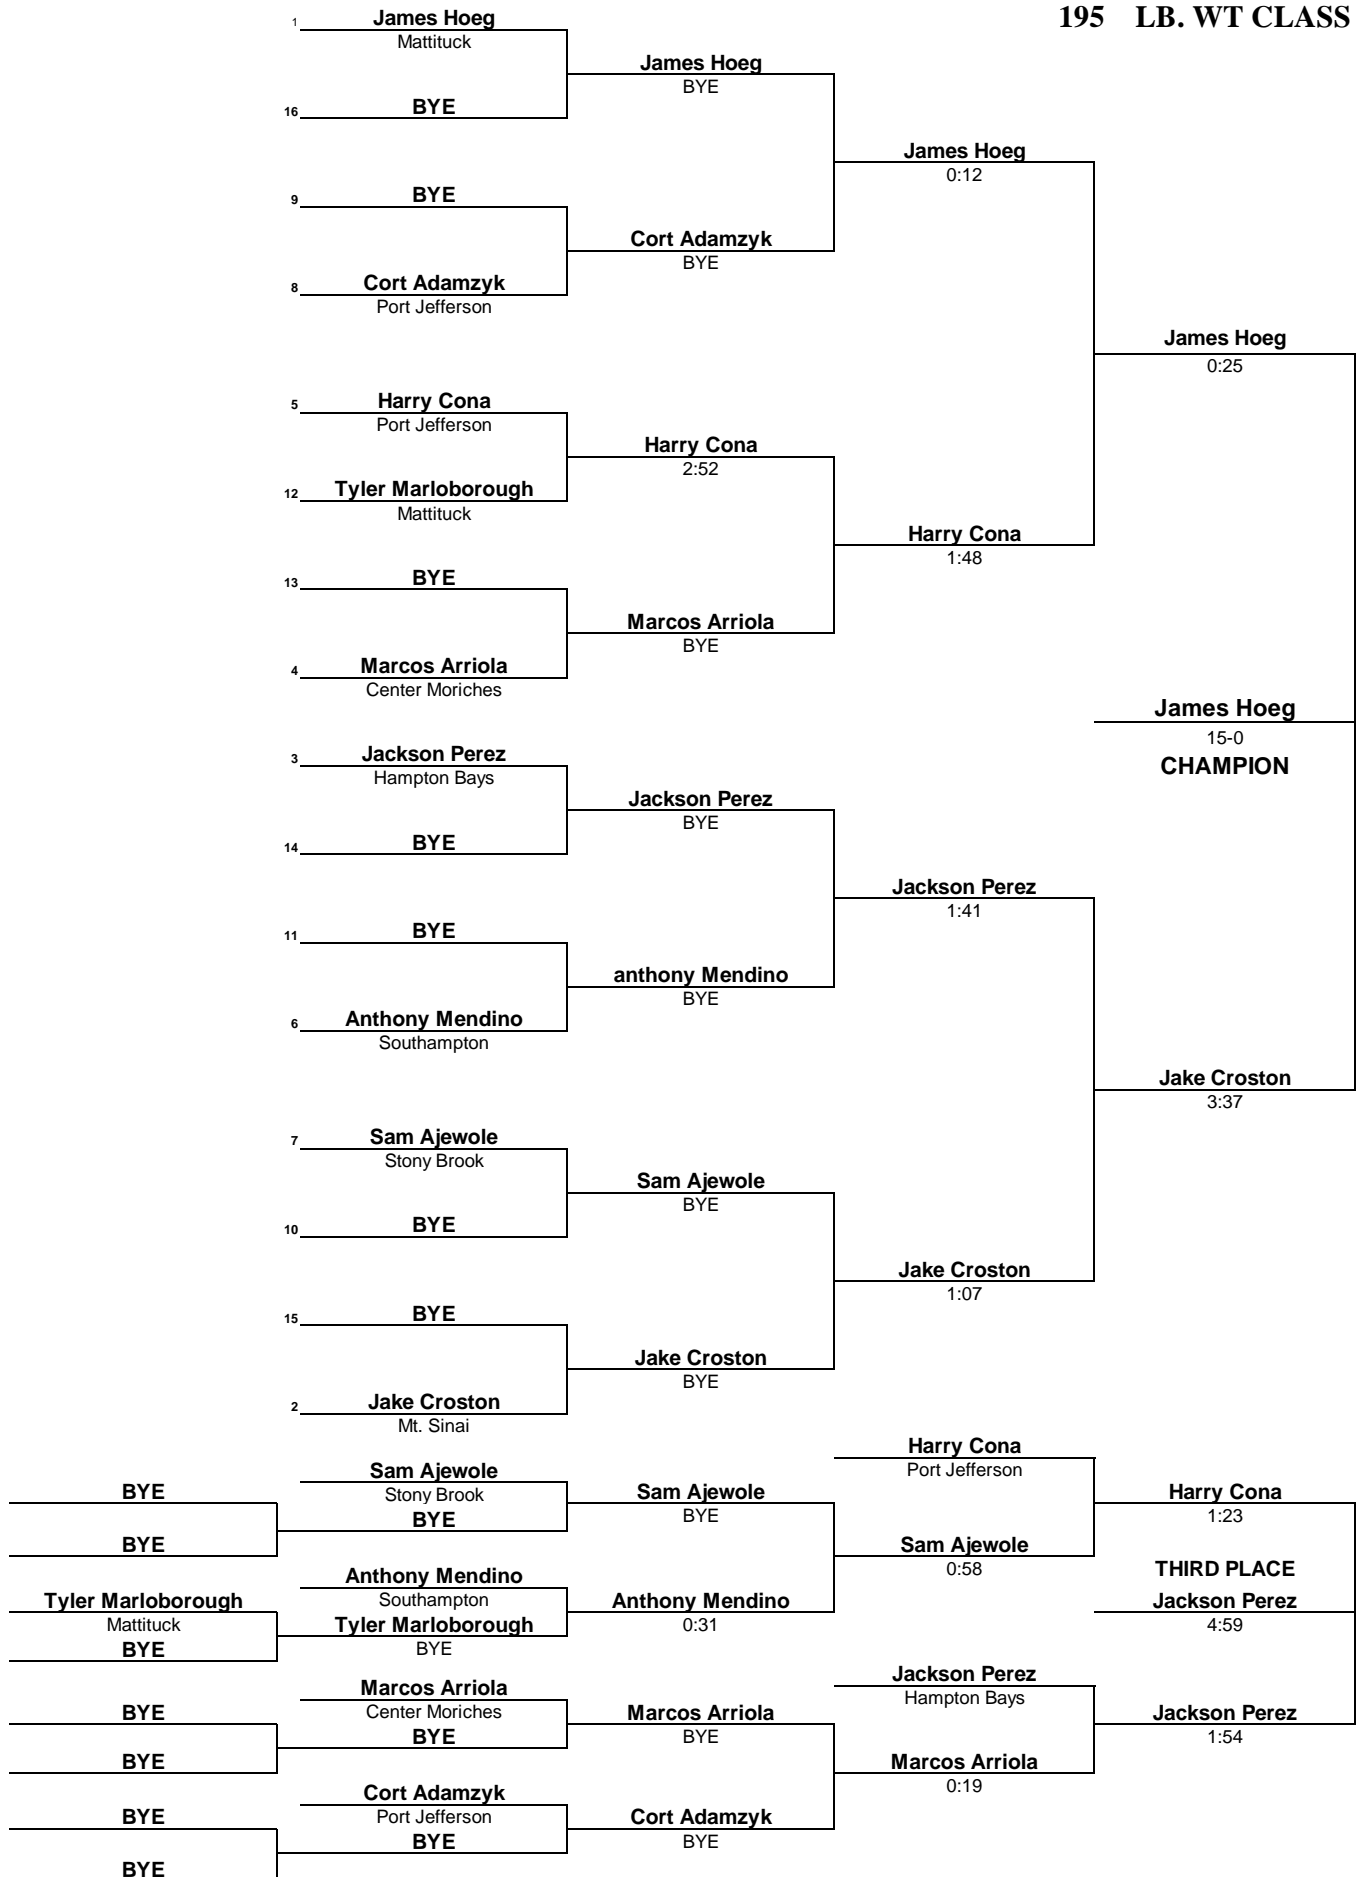 195 LB. WT CLASS
1 James Hoeg
Mattituck
James Hoeg
BYE
16 BYE
James Hoeg
0:12
9 BYE
Cort Adamzyk
BYE
8 Cort Adamzyk
Port Jefferson
James Hoeg
0:25
5 Harry Cona
Port Jefferson
Harry Cona
2:52
12 Tyler Marloborough
Mattituck
Harry Cona
1:48
13 BYE
Marcos Arriola
BYE
4 Marcos Arriola
Center Moriches
James Hoeg
15-0
CHAMPION
3 Jackson Perez
Hampton Bays
Jackson Perez
BYE
14 BYE
Jackson Perez
1:41
11 BYE
anthony Mendino
BYE
6 Anthony Mendino
Southampton
Jake Croston
3:37
7 Sam Ajewole
Stony Brook
Sam Ajewole
BYE
10 BYE
Jake Croston
1:07
15 BYE
Jake Croston
BYE
2 Jake Croston
Mt. Sinai
Harry Cona
Port Jefferson
Sam Ajewole
Stony Brook
BYE
Sam Ajewole
BYE
Harry Cona
1:23
BYE
BYE
Sam Ajewole
0:58
THIRD PLACE
Anthony Mendino
Southampton
Tyler Marloborough
Mattituck
Anthony Mendino
0:31
Jackson Perez
4:59
Tyler Marloborough
BYE
BYE
Jackson Perez
Hampton Bays
Marcos Arriola
Center Moriches
BYE
Marcos Arriola
BYE
Jackson Perez
1:54
BYE
BYE
Marcos Arriola
0:19
Cort Adamzyk
Port Jefferson
BYE
Cort Adamzyk
BYE
BYE
BYE